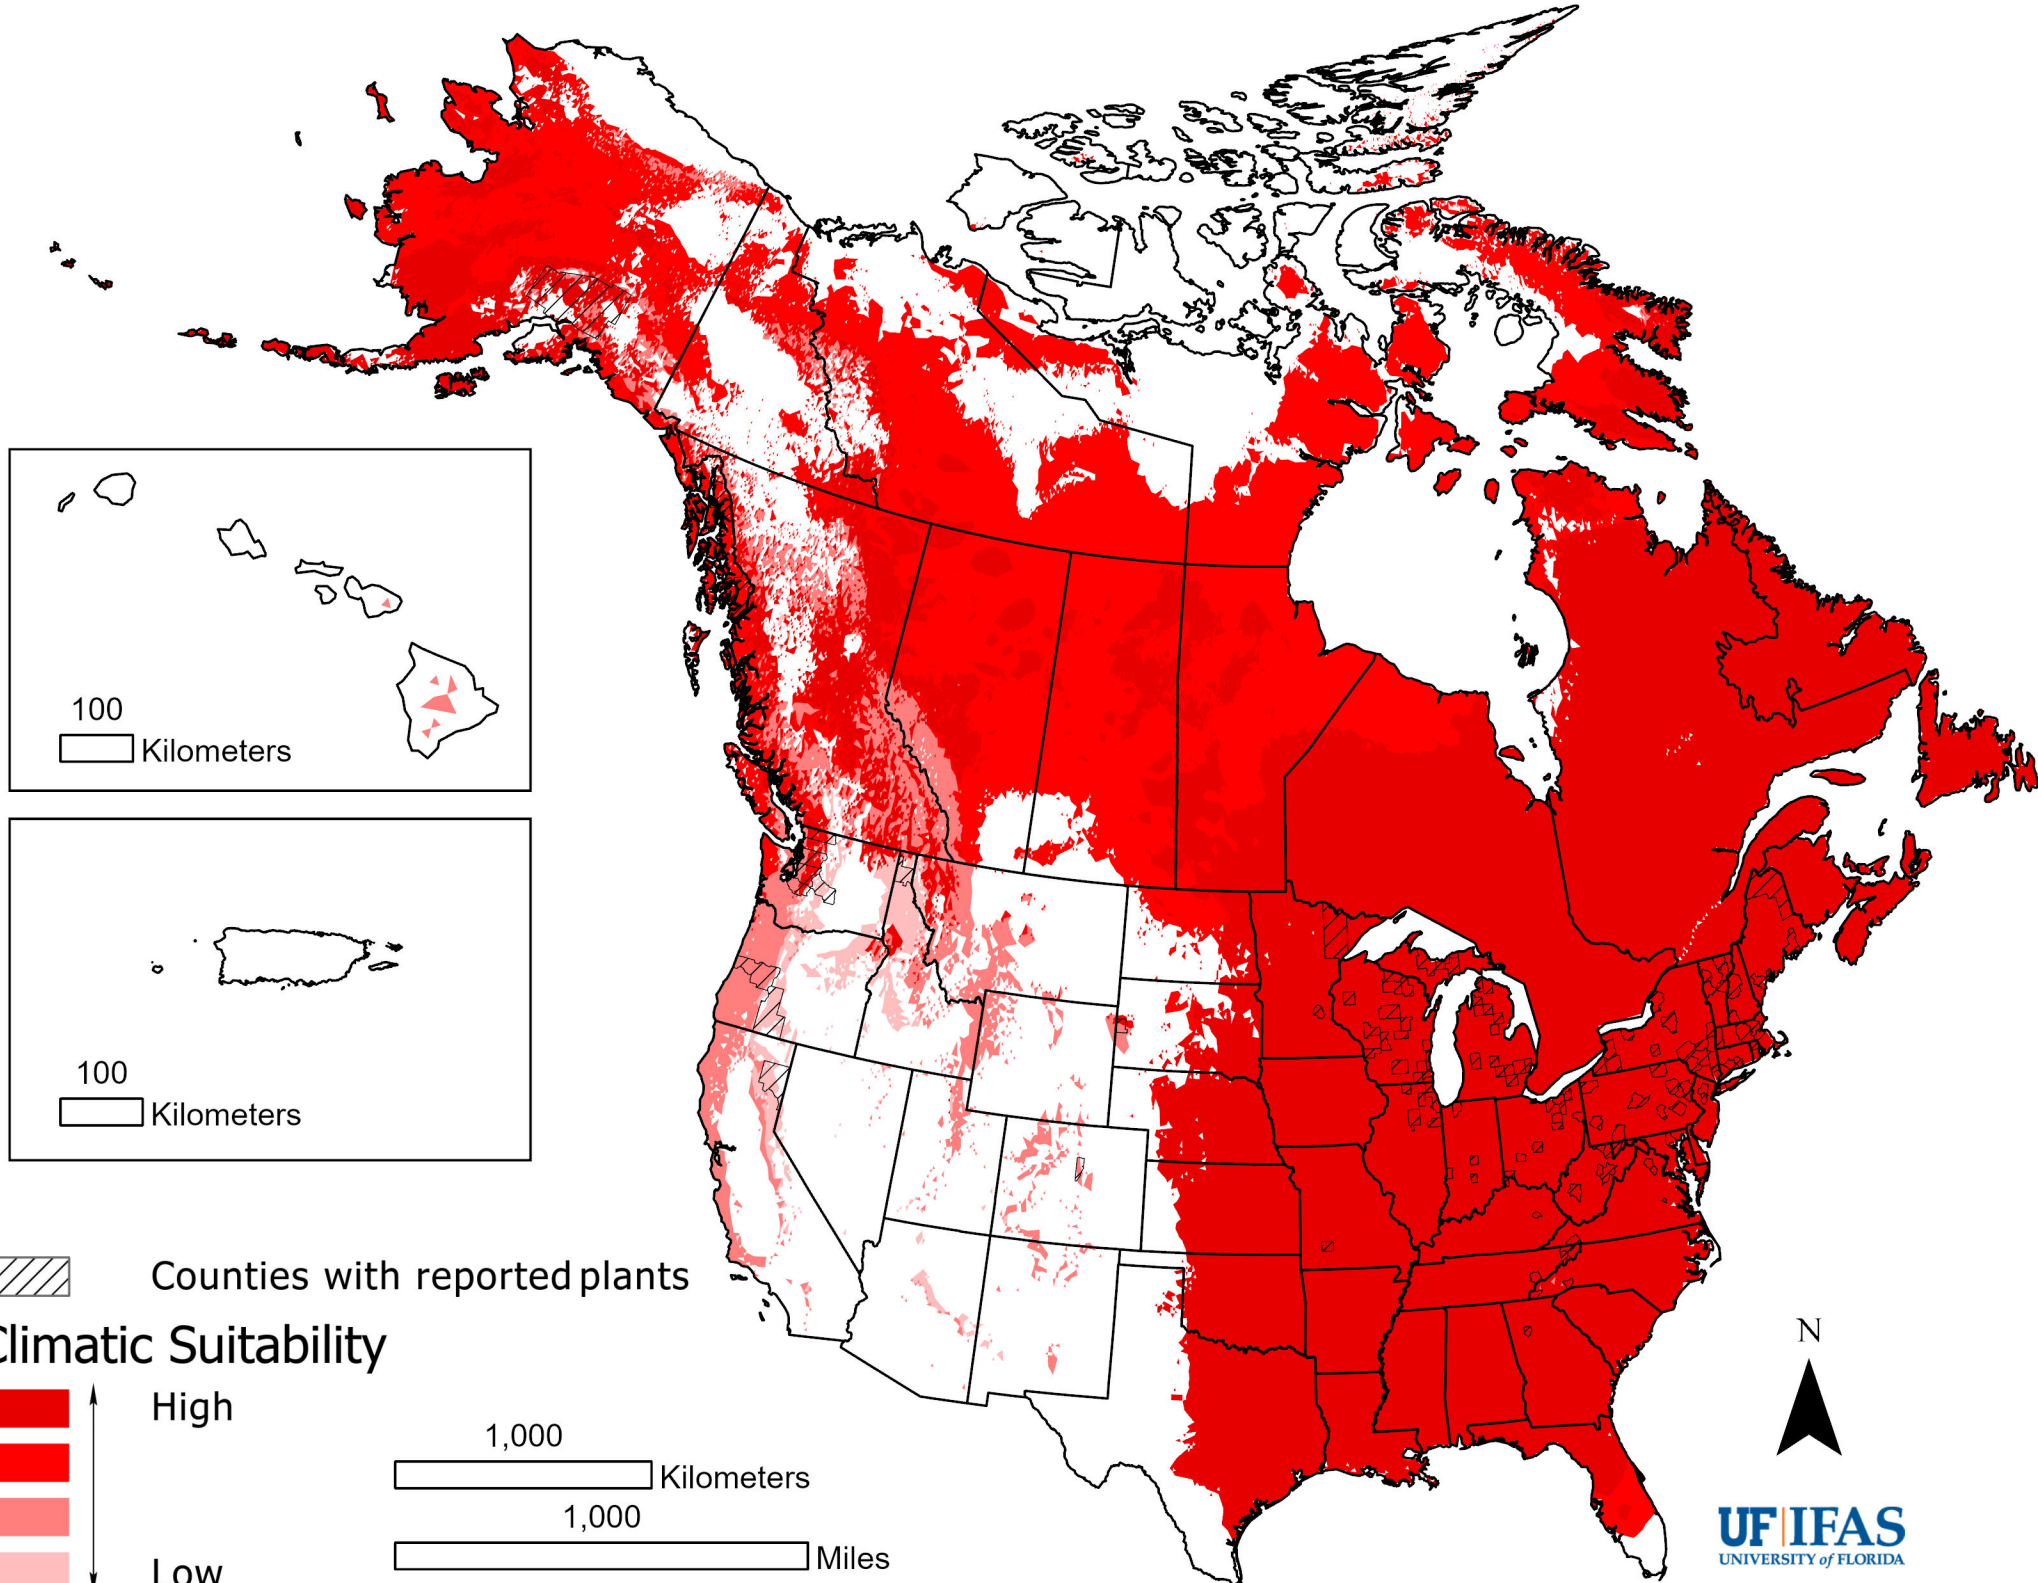 100
Kilometers
100
Kilometers
Counties with reported plants
Climatic Suitability
High
Low
1,000
Kilometers
1,000
Miles
N
UF|IFAS
UNIVERSITY of FLORIDA